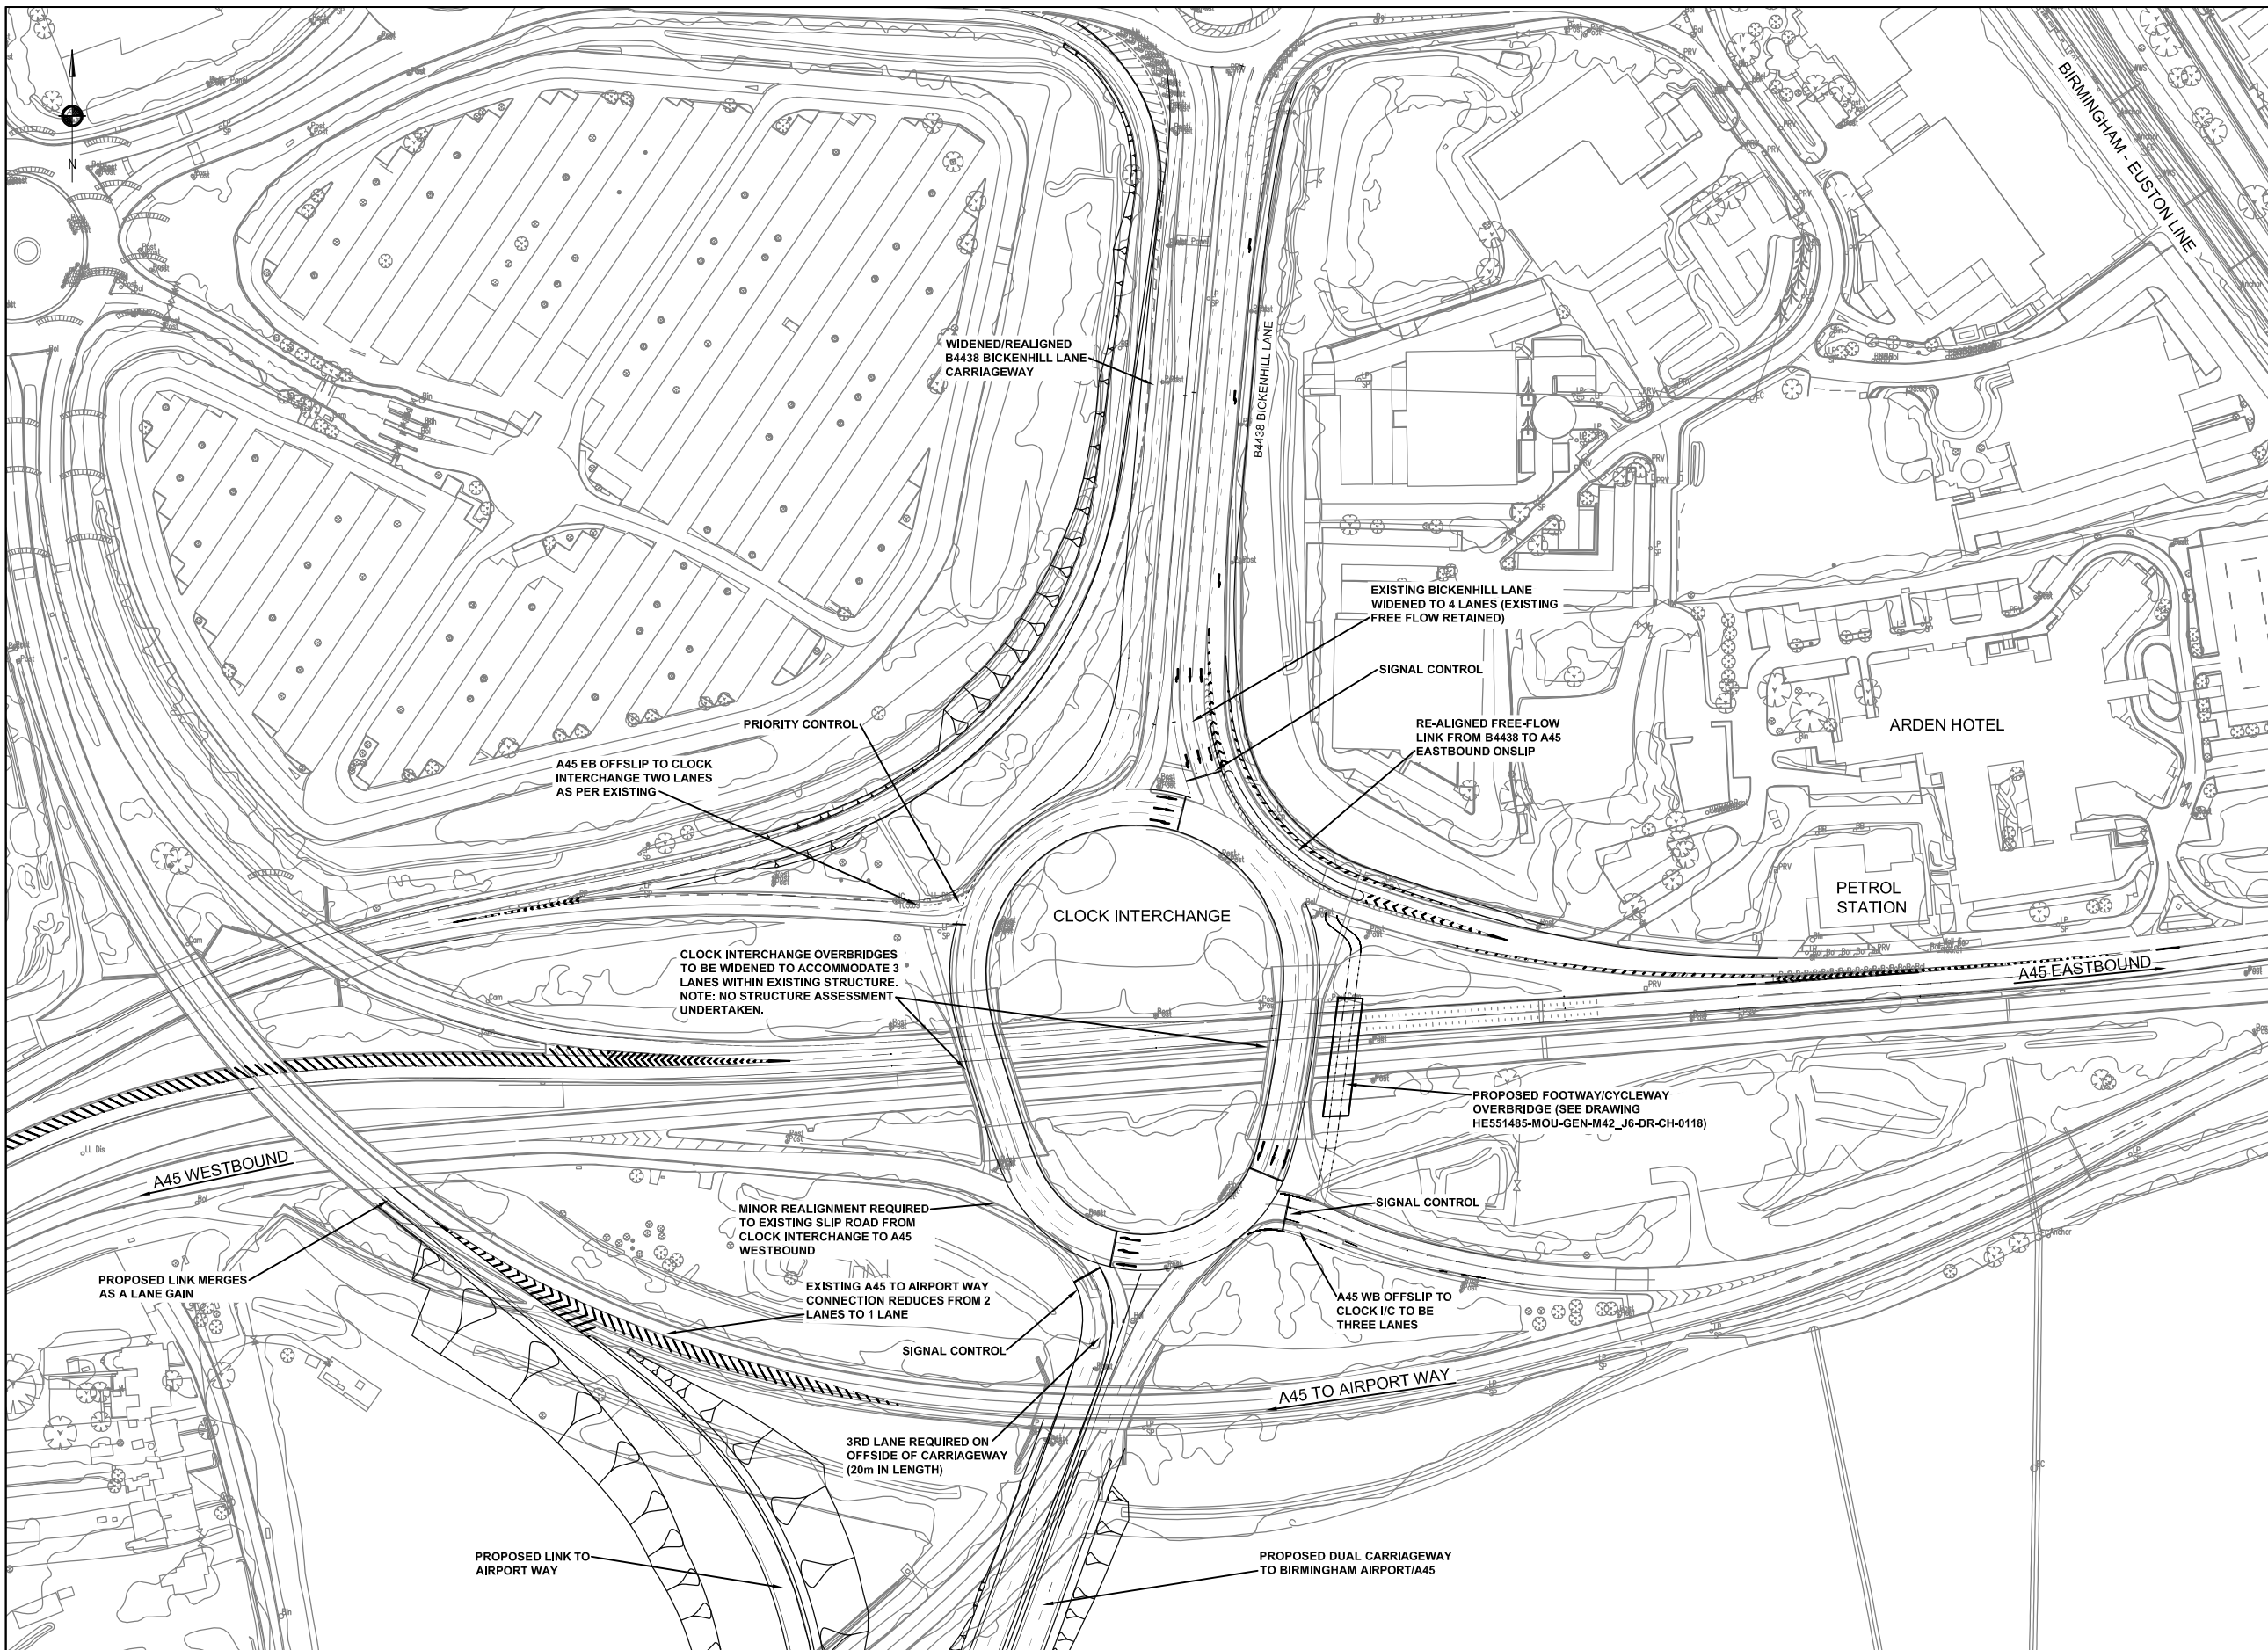 N
BIRMINGHAM - EUSTON LINE
WIDENED/REALIGNED
B4438 BICKENHILL LANE
CARRIAGEWAY
B4438 BICKENHILL LANE
EXISTING BICKENHILL LANE
WIDENED TO 4 LANES (EXISTING
FREE FLOW RETAINED)
SIGNAL CONTROL
PRIORITY CONTROL
RE-ALIGNED FREE-FLOW
LINK FROM B4438 TO A45
EASTBOUND ONSLIP
ARDEN HOTEL
A45 EB OFFSLIP TO CLOCK
INTERCHANGE TWO LANES
AS PER EXISTING
PETROL
STATION
CLOCK INTERCHANGE
CLOCK INTERCHANGE OVERBRIDGES
TO BE WIDENED TO ACCOMMODATE 3
LANES WITHIN EXISTING STRUCTURE.
NOTE: NO STRUCTURE ASSESSMENT
UNDERTAKEN.
A45 EASTBOUND
PROPOSED FOOTWAY/CYCLEWAY
OVERBRIDGE (SEE DRAWING
HE551485-MOU-GEN-M42_J6-DR-CH-0118)
A45 WESTBOUND
MINOR REALIGNMENT REQUIRED
TO EXISTING SLIP ROAD FROM
CLOCK INTERCHANGE TO A45
WESTBOUND
SIGNAL CONTROL
PROPOSED LINK MERGES
AS A LANE GAIN
EXISTING A45 TO AIRPORT WAY
CONNECTION REDUCES FROM 2
LANES TO 1 LANE
A45 WB OFFSLIP TO
CLOCK I/C TO BE
THREE LANES
SIGNAL CONTROL
A45 TO AIRPORT WAY
3RD LANE REQUIRED ON
OFFSIDE OF CARRIAGEWAY
(20m IN LENGTH)
PROPOSED LINK TO
AIRPORT WAY
PROPOSED DUAL CARRIAGEWAY
TO BIRMINGHAM AIRPORT/A45